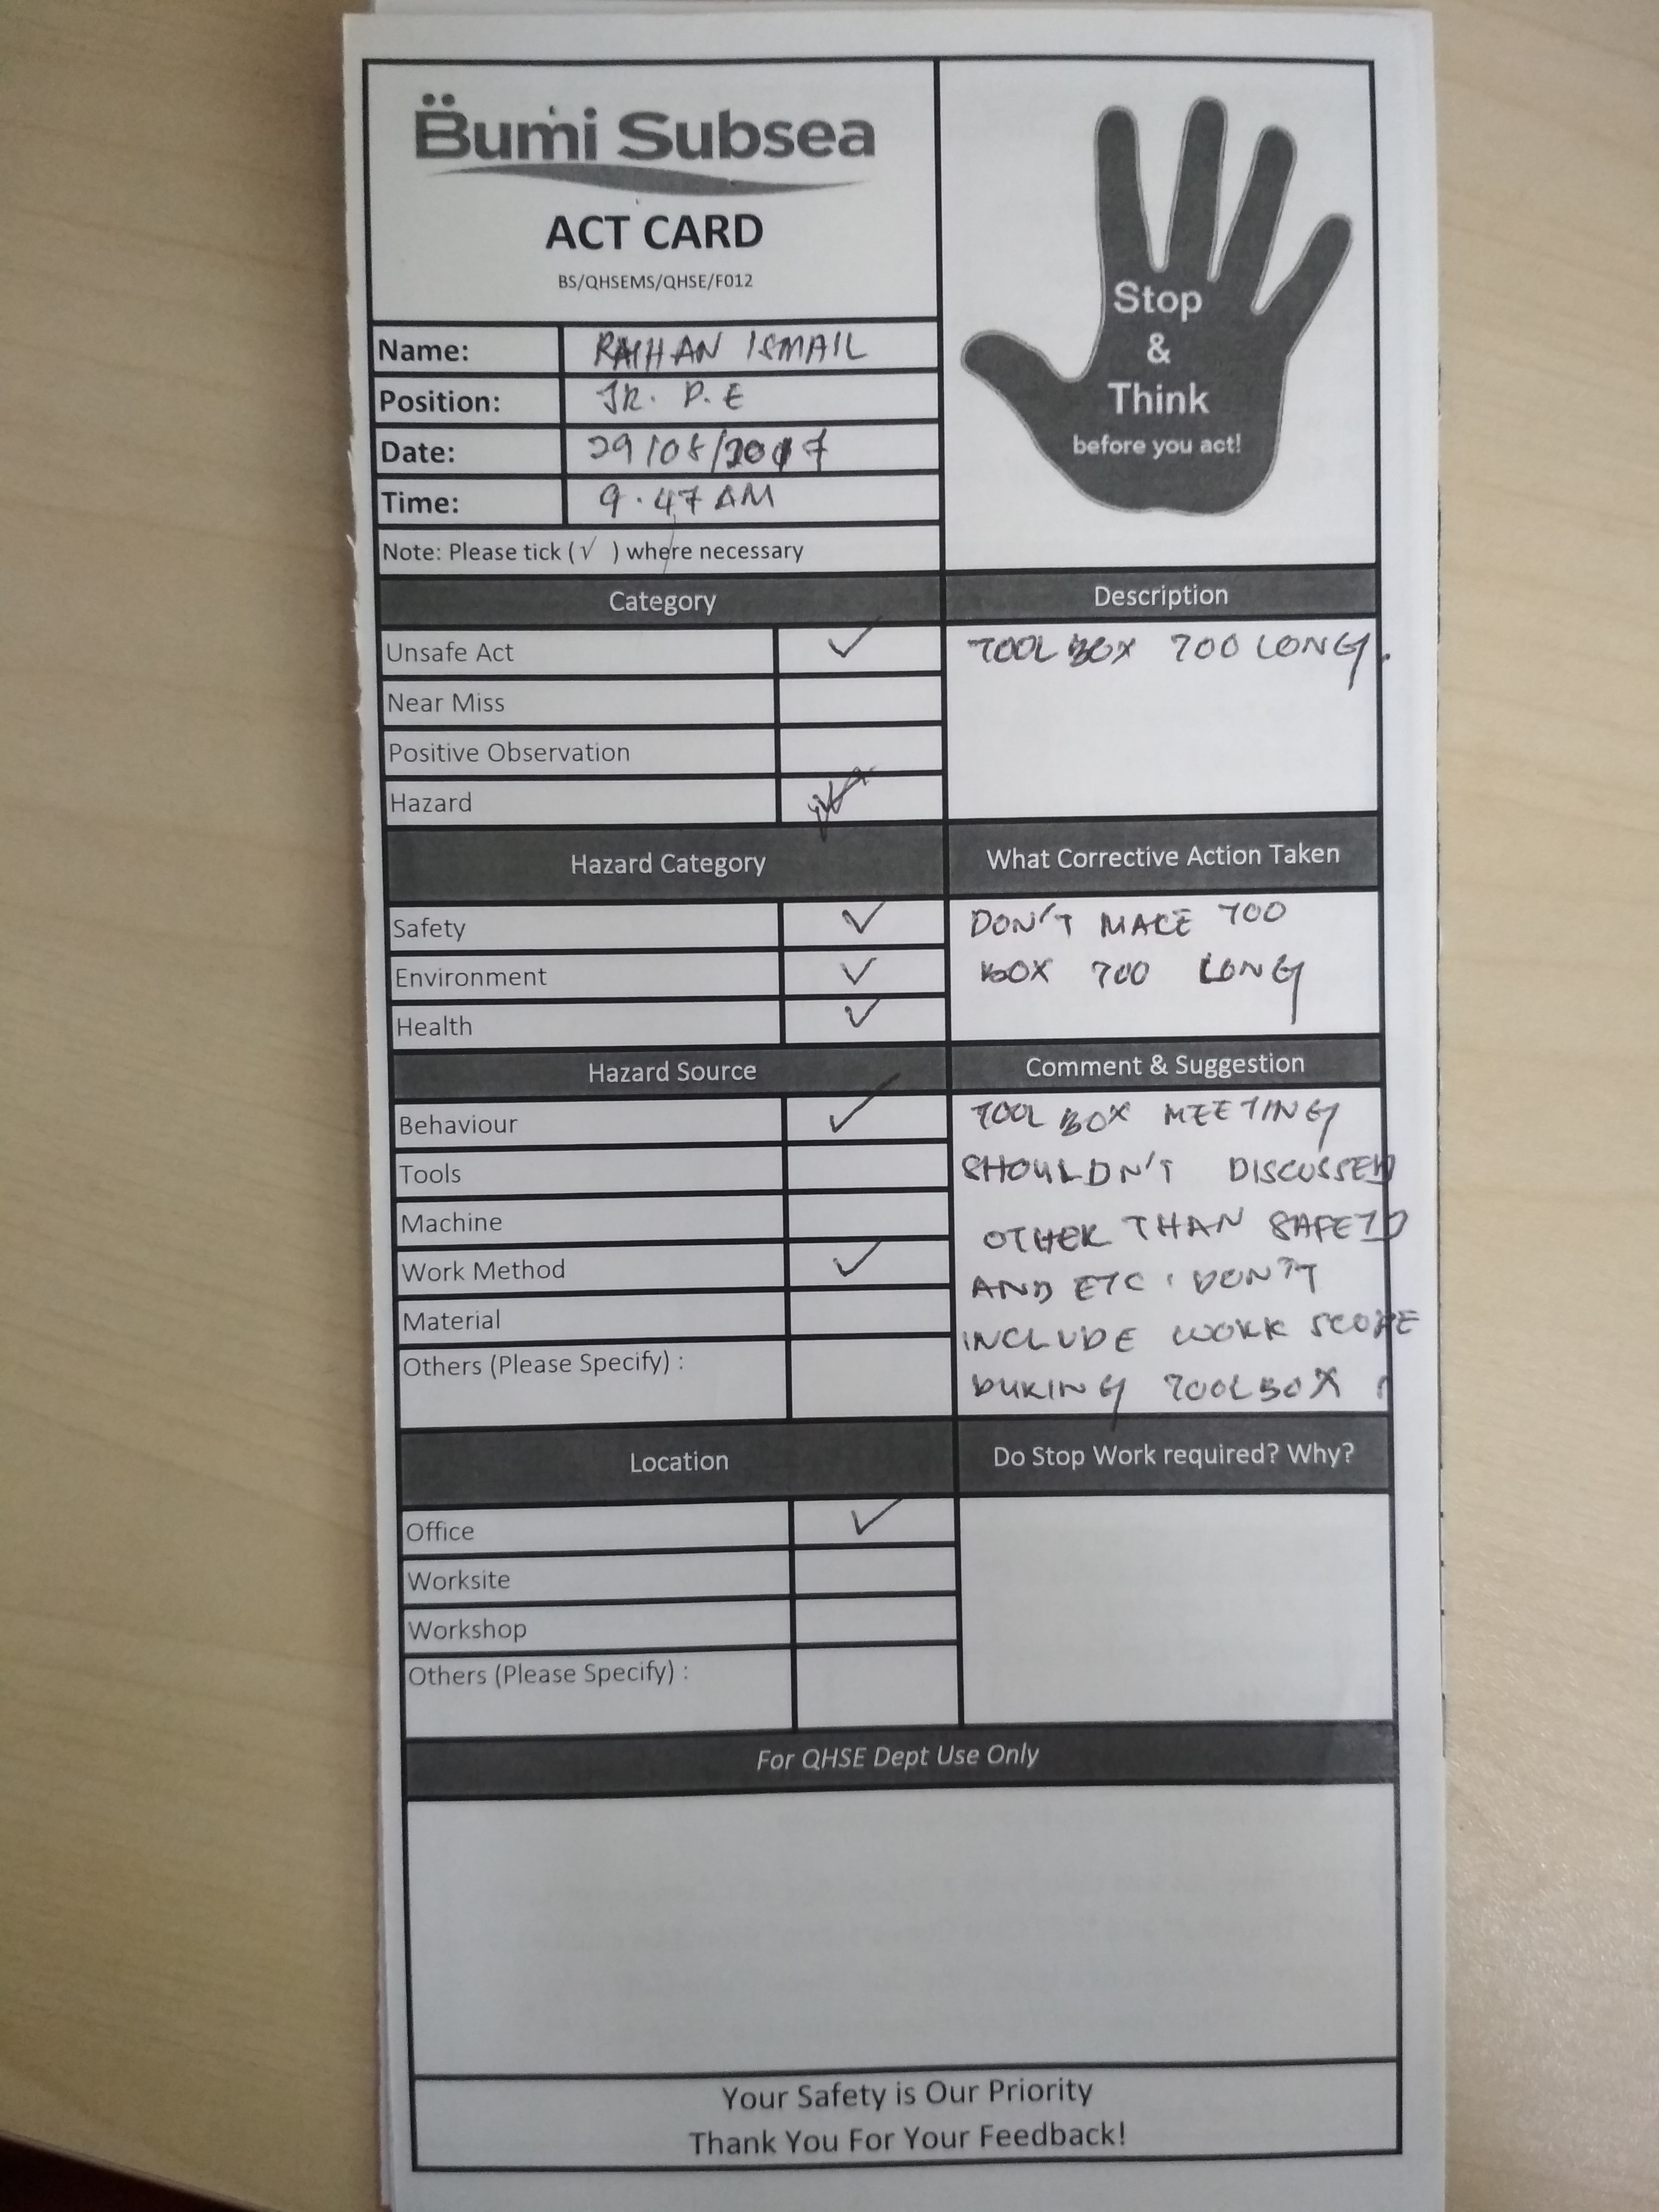 Bumi Subsea
ACT CARD
BS/QHSEMS/QHSE/F012
Stop
&
Think
before you act!
Name: RAIHAN ISMAIL
Position: JR. P.E
Date: 29/08/2017
Time: 9.47 AM
Note: Please tick (√ ) where necessary
Category
Description
Unsafe Act ✓
TOOL BOX TOO LONG.
Near Miss
Positive Observation
Hazard
Hazard Category
What Corrective Action Taken
Safety ✓
DON'T MAKE TOO
Environment ✓
BOX TOO LONG
Health ✓
Hazard Source
Comment & Suggestion
Behaviour ✓
Tools
Machine
Work Method ✓
Material
Others (Please Specify) :
TOOL BOX MEETING
SHOULDN'T DISCUSSED
OTHER THAN SAFETY
AND ETC. DON'T
INCLUDE WORK SCOPE
DURING TOOLBOX
Location
Do Stop Work required? Why?
Office ✓
Worksite
Workshop
Others (Please Specify) :
For QHSE Dept Use Only
Your Safety is Our Priority
Thank You For Your Feedback!